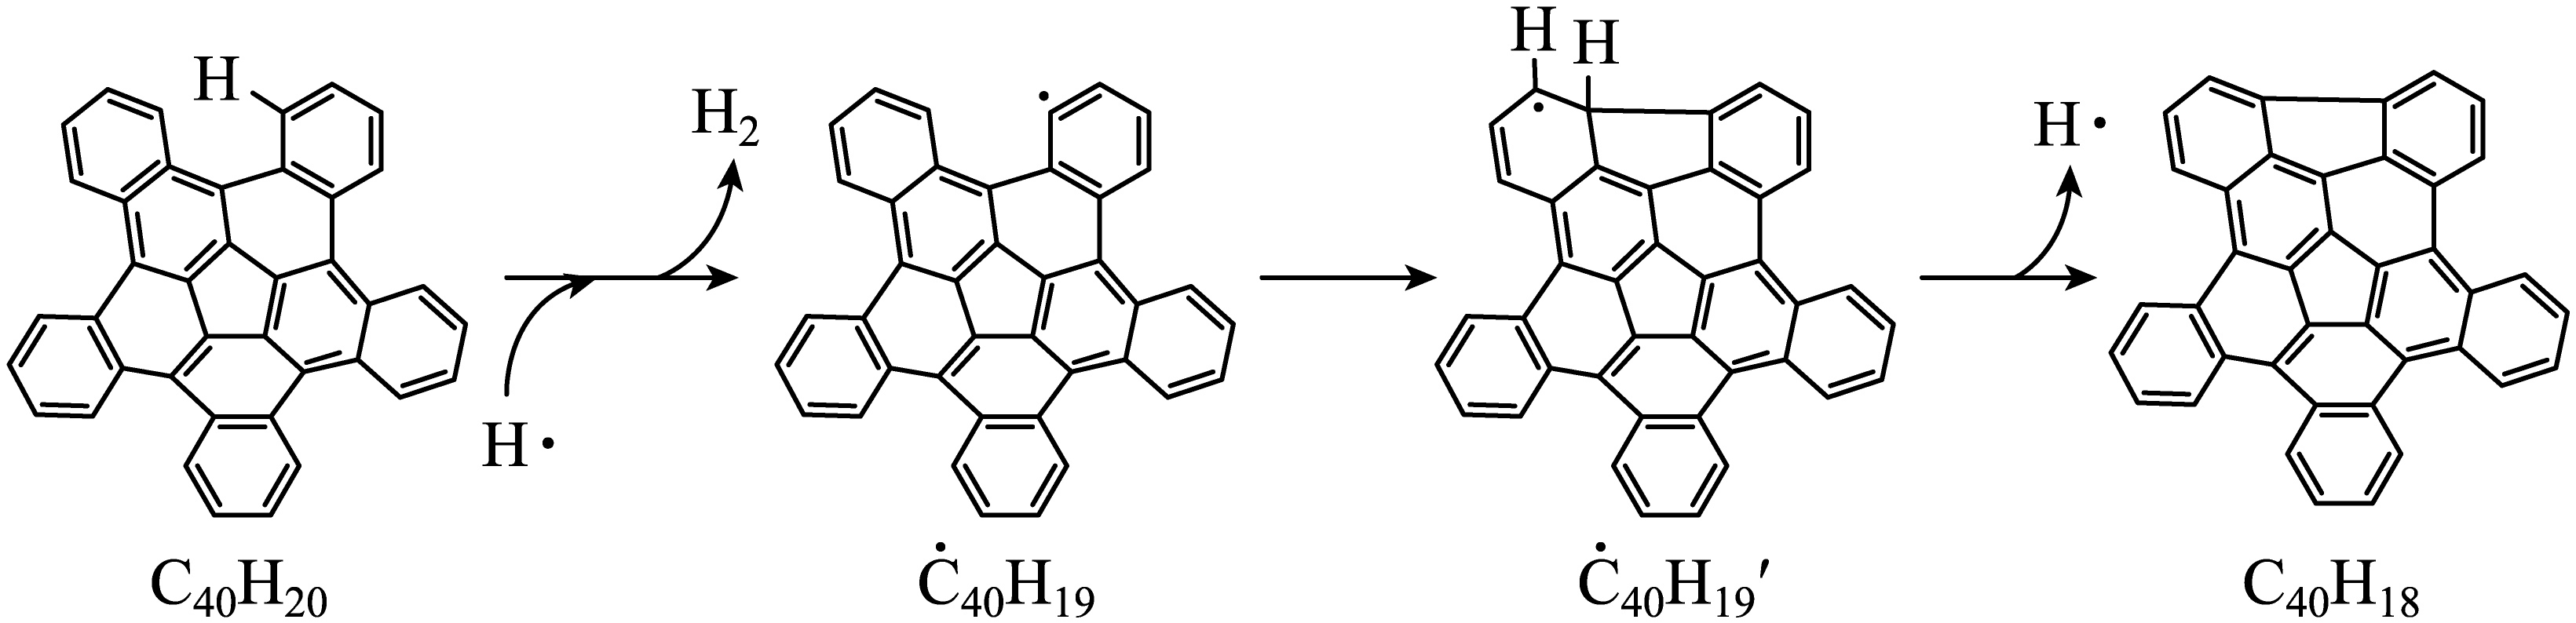 H
H·
H₂
·
H H
·
H·
C₄₀H₂₀
Ċ₄₀H₁₉
Ċ₄₀H₁₉′
C₄₀H₁₈